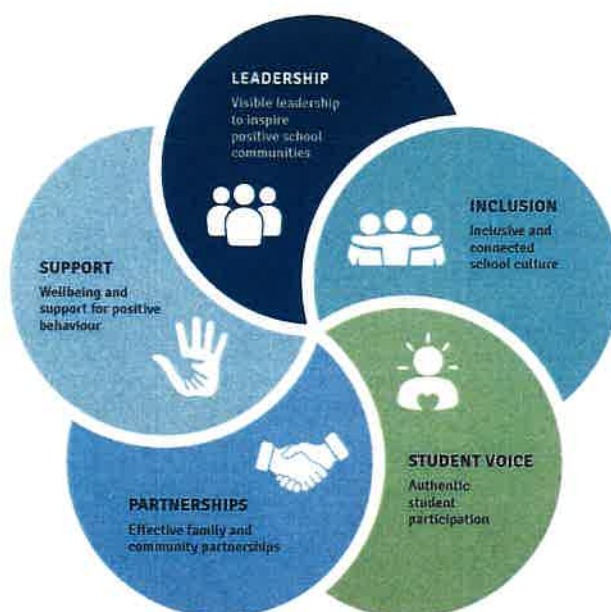 LEADERSHIP
Visible leadership
to inspire
positive school
communities
INCLUSION
Inclusive and
connected
school culture
STUDENT VOICE
Authentic
student
participation
PARTNERSHIPS
Effective family and
community partnerships
SUPPORT
Wellbeing and
support for positive
behaviour